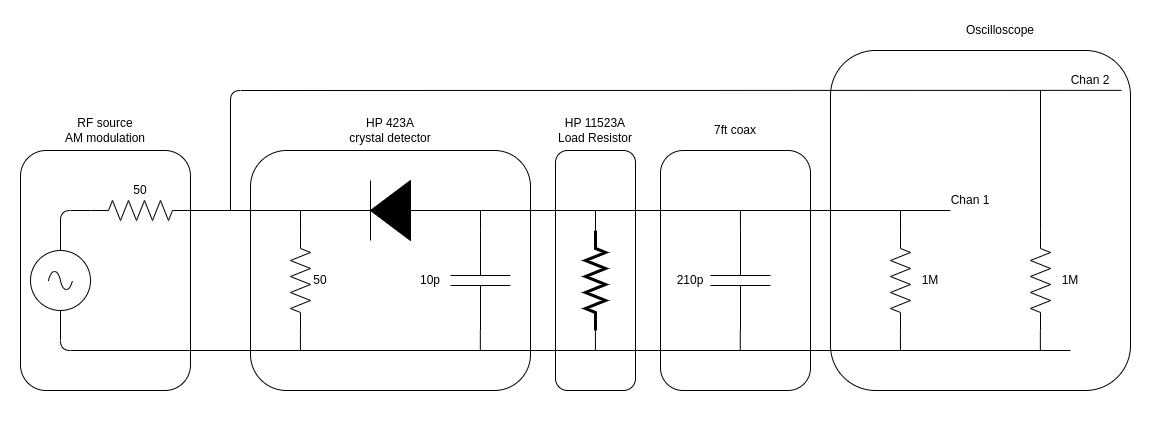 Oscilloscope
Chan 2
RF source
AM modulation
HP 423A
crystal detector
HP 11523A
Load Resistor
7ft coax
50
Chan 1
50
10p
210p
1M
1M